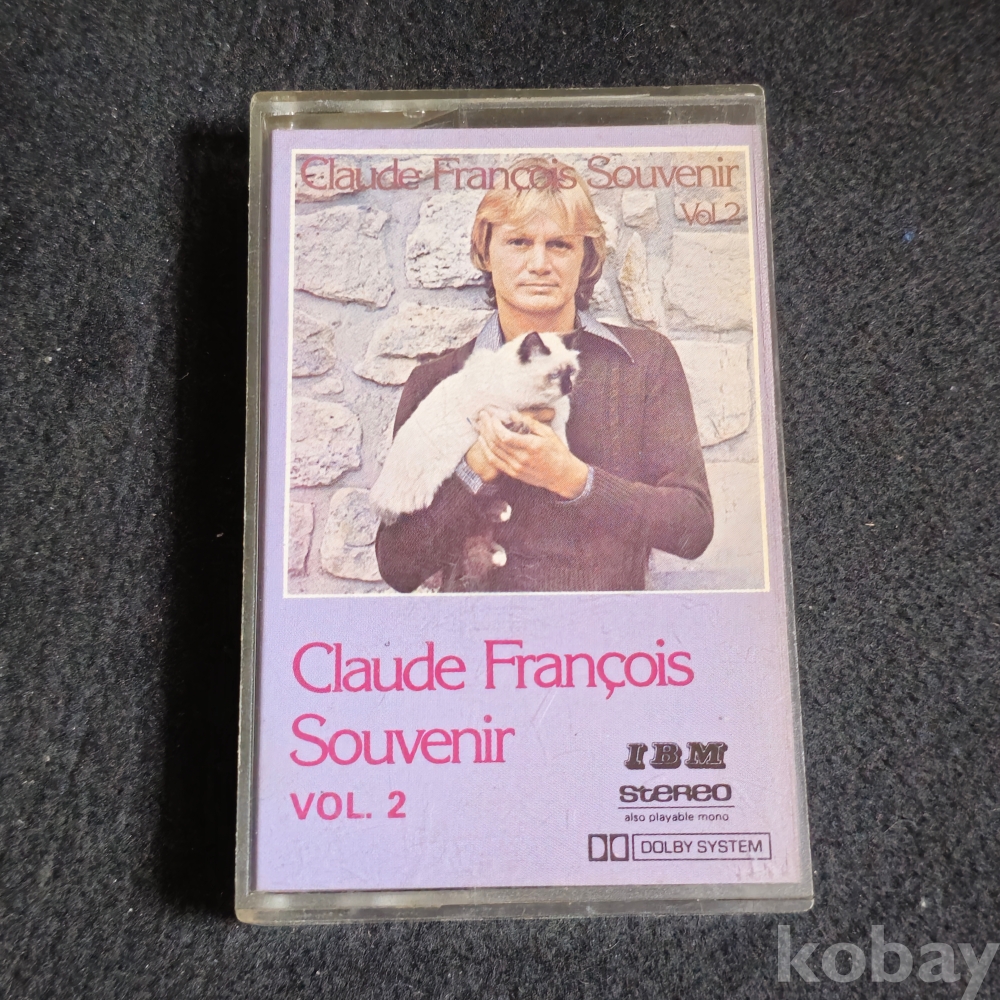 Claude François Souvenir
Vol.2
Claude François
Souvenir
VOL. 2
IBM
STEREO
also playable mono
DOLBY SYSTEM
kobay